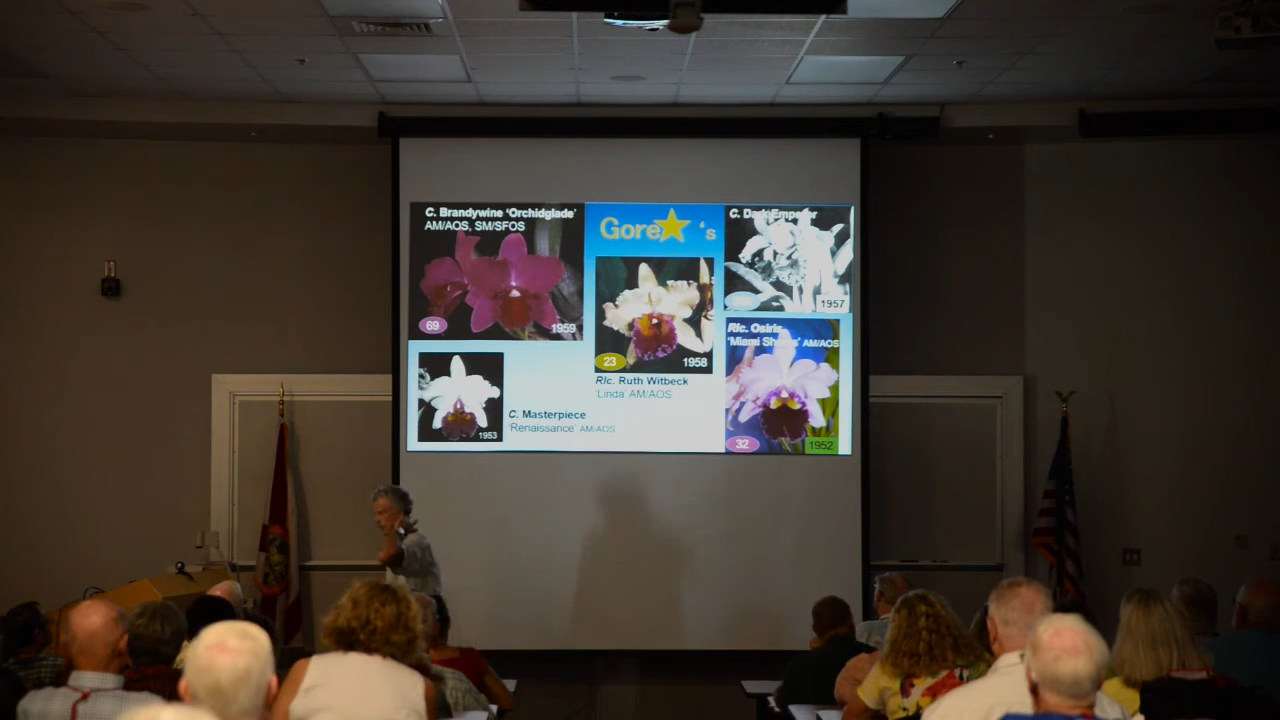 C. Brandywine 'Orchidglade'
AM/AOS, SM/SFOS
69
1959
Gore 's
23
1958
Rlc. Ruth Witbeck
'Linda' AM/AOS
C. Dark Emperor
1957
Rlc. Osiris
'Miami Shores' AM/AOS
32
1952
1953
C. Masterpiece
'Renaissance' AM/AOS